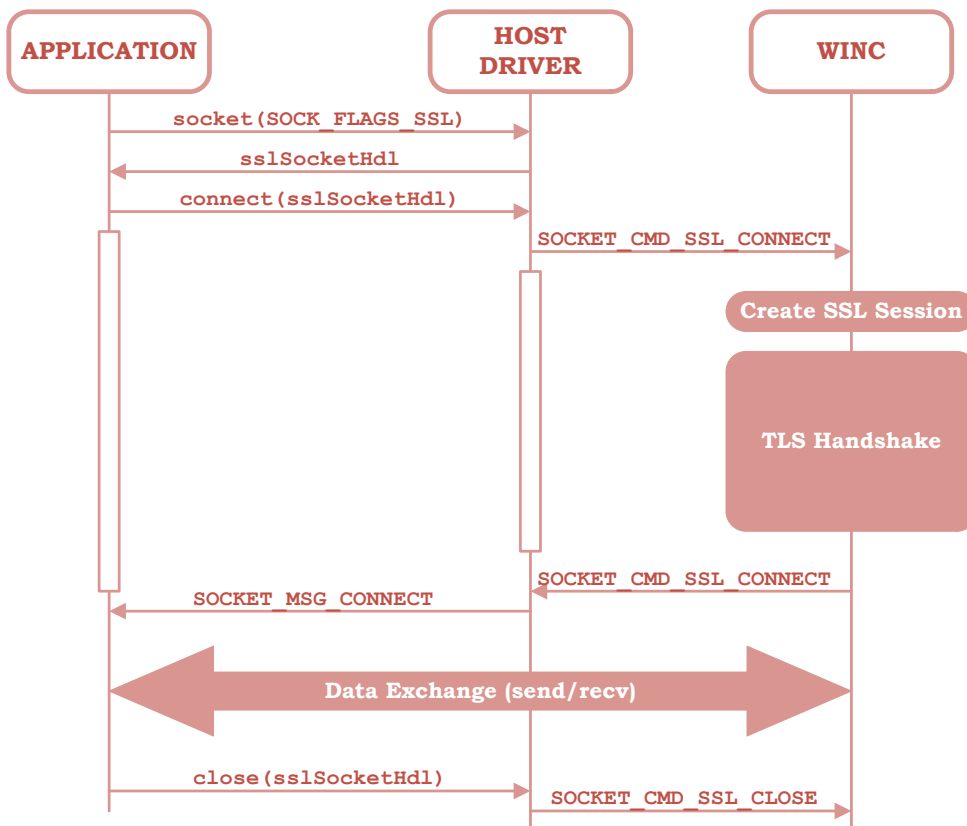 APPLICATION
HOST
DRIVER
WINC
socket(SOCK_FLAGS_SSL)
sslSocketHdl
connect(sslSocketHdl)
SOCKET_CMD_SSL_CONNECT
Create SSL Session
TLS Handshake
SOCKET_CMD_SSL_CONNECT
SOCKET_MSG_CONNECT
Data Exchange (send/recv)
close(sslSocketHdl)
SOCKET_CMD_SSL_CLOSE